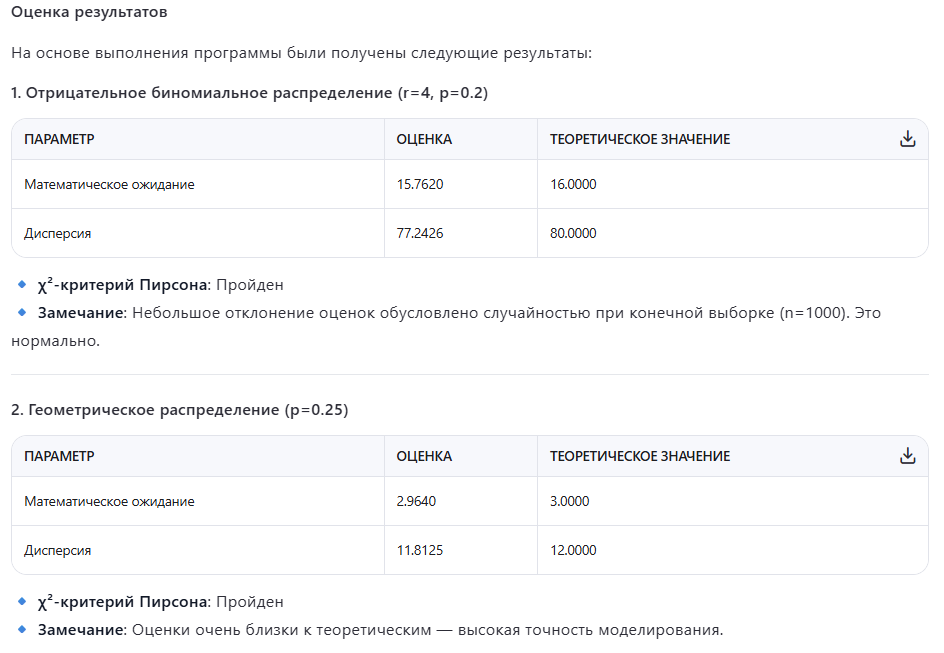 Оценка результатов
На основе выполнения программы были получены следующие результаты:
1. Отрицательное биномиальное распределение (r=4, p=0.2)
ПАРАМЕТР ОЦЕНКА ТЕОРЕТИЧЕСКОЕ ЗНАЧЕНИЕ
Математическое ожидание 15.7620 16.0000
Дисперсия 77.2426 80.0000
χ²-критерий Пирсона: Пройден
Замечание: Небольшое отклонение оценок обусловлено случайностью при конечной выборке (n=1000). Это
нормально.
2. Геометрическое распределение (p=0.25)
ПАРАМЕТР ОЦЕНКА ТЕОРЕТИЧЕСКОЕ ЗНАЧЕНИЕ
Математическое ожидание 2.9640 3.0000
Дисперсия 11.8125 12.0000
χ²-критерий Пирсона: Пройден
Замечание: Оценки очень близки к теоретическим — высокая точность моделирования.